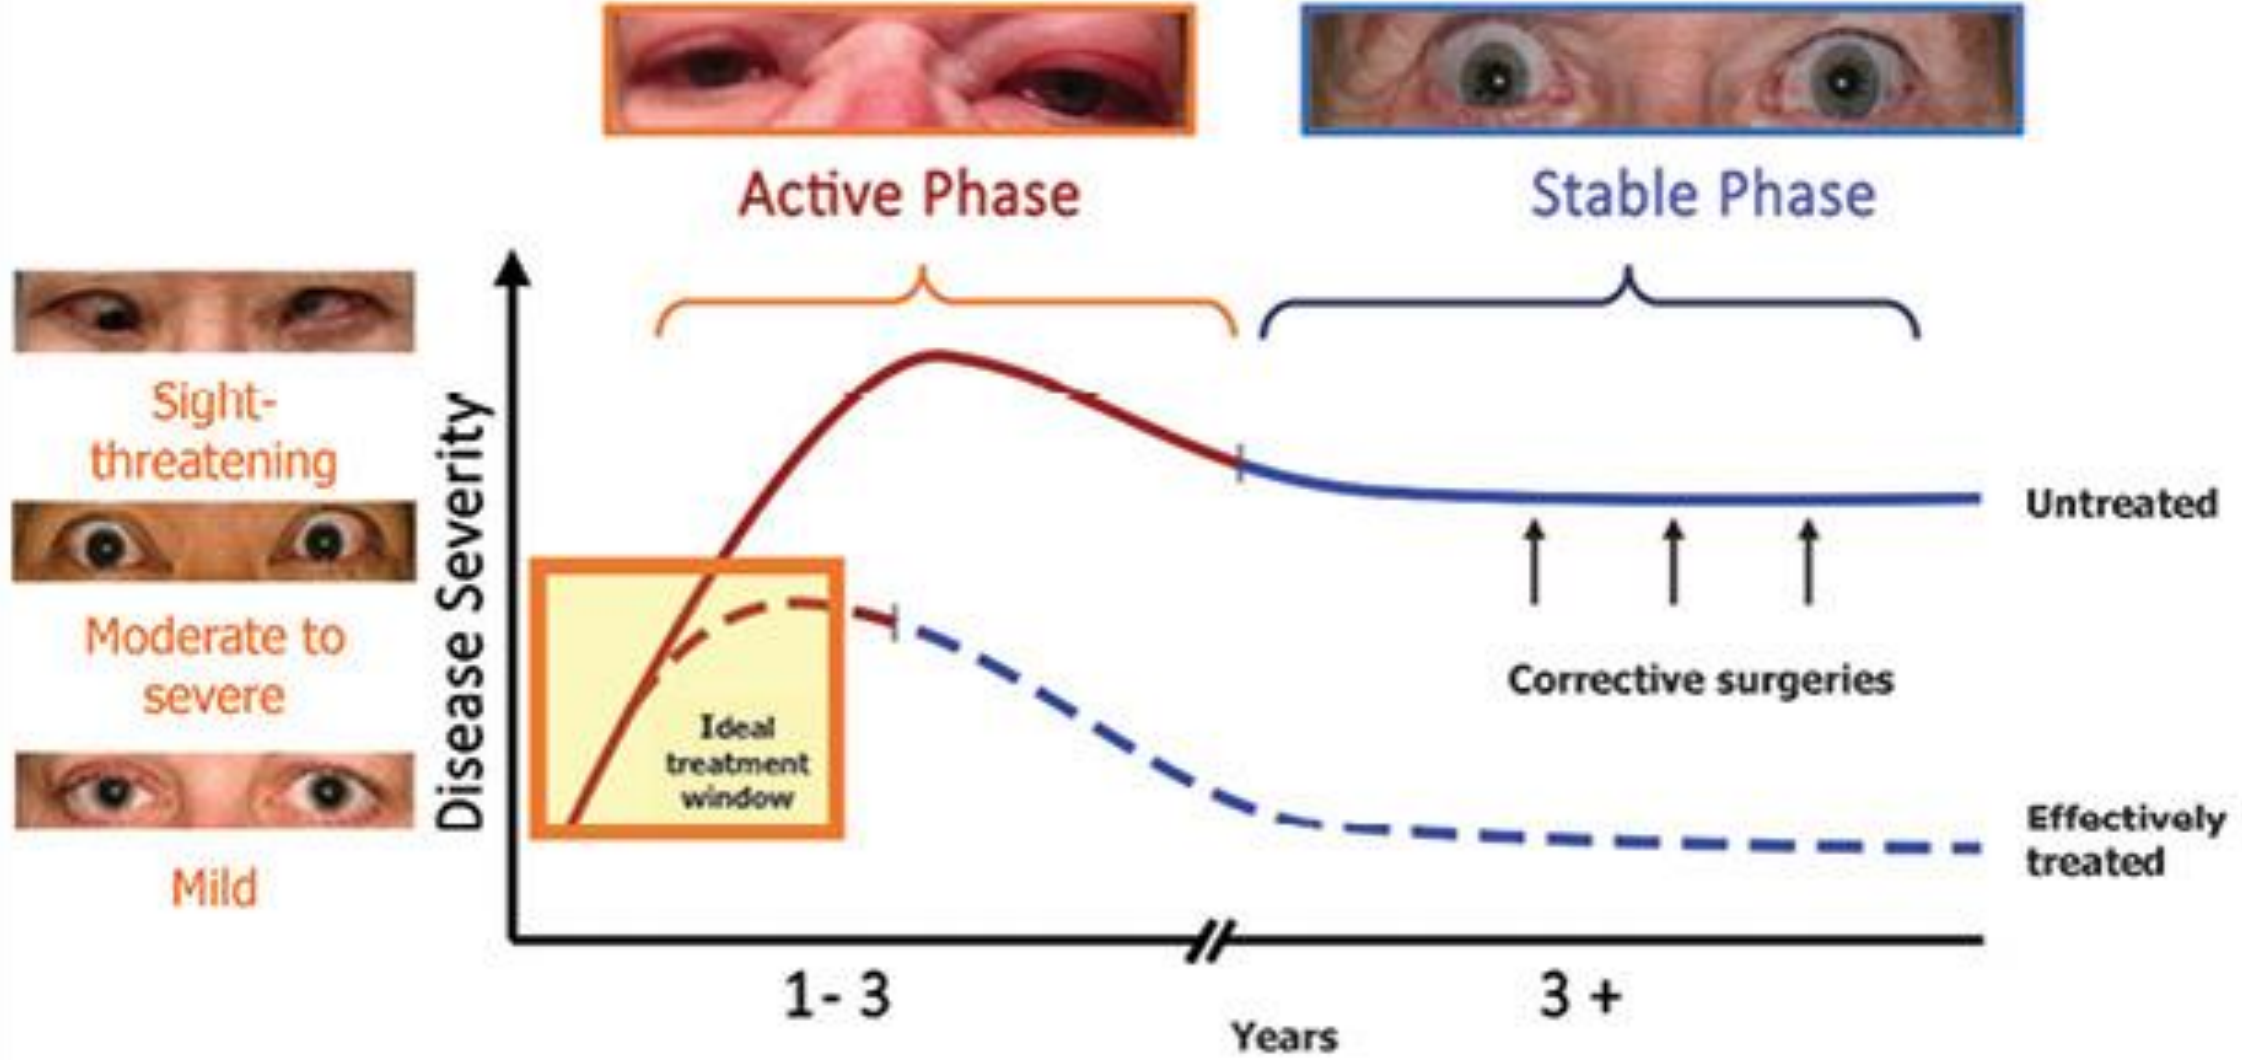 Active Phase
Stable Phase
Sight-
threatening
Moderate to
severe
Mild
Disease Severity
Ideal
treatment
window
Untreated
Corrective surgeries
Effectively
treated
1- 3
3 +
Years